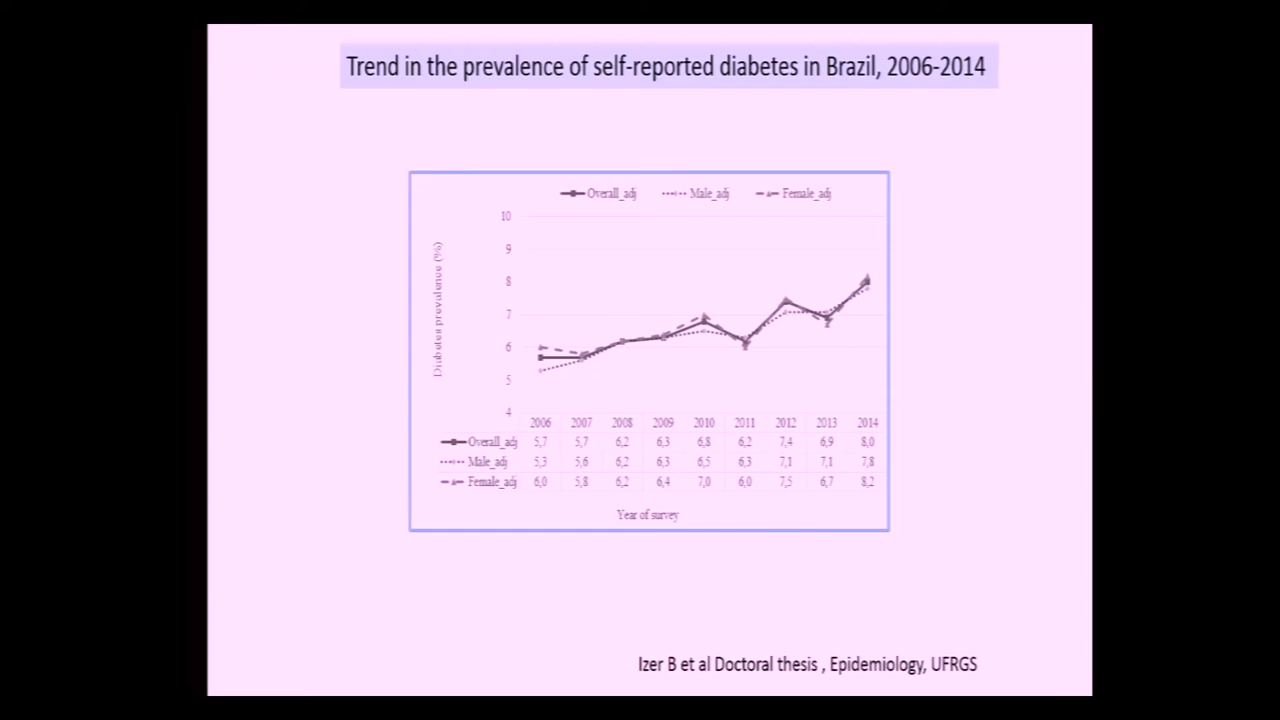 Trend in the prevalence of self-reported diabetes in Brazil, 2006-2014
Overall_adj Male_adj Female_adj
10
9
8
7
6
5
4
Diabetes prevalence (%)
2006 2007 2008 2009 2010 2011 2012 2013 2014
Overall_adj 5,7 5,7 6,2 6,3 6,8 6,2 7,4 6,9 8,0
Male_adj 5,3 5,6 6,2 6,3 6,5 6,3 7,1 7,1 7,8
Female_adj 6,0 5,8 6,2 6,4 7,0 6,0 7,5 6,7 8,2
Year of survey
Izer B et al Doctoral thesis , Epidemiology, UFRGS